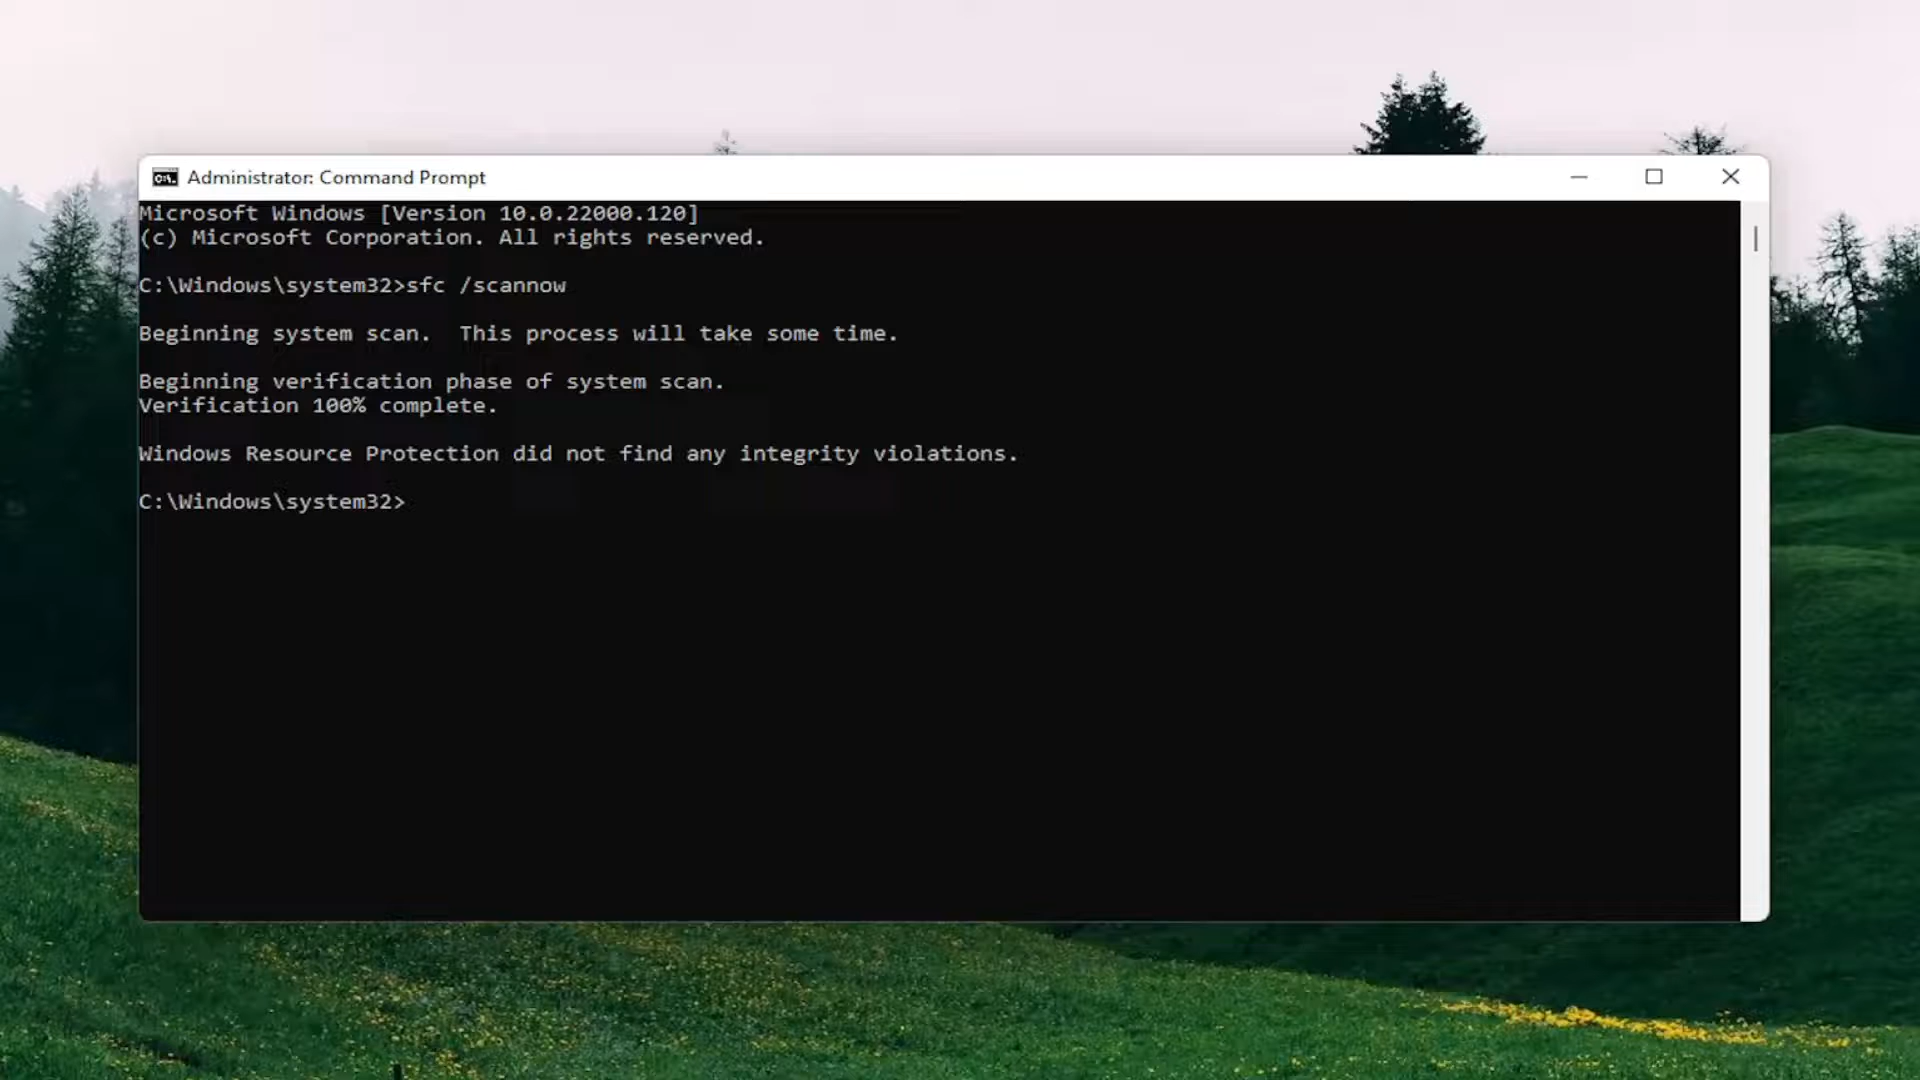 Administrator: Command Prompt
Microsoft Windows [Version 10.0.22000.120]
(c) Microsoft Corporation. All rights reserved.
C:\Windows\system32>sfc /scannow
Beginning system scan.  This process will take some time.
Beginning verification phase of system scan.
Verification 100% complete.
Windows Resource Protection did not find any integrity violations.
C:\Windows\system32>